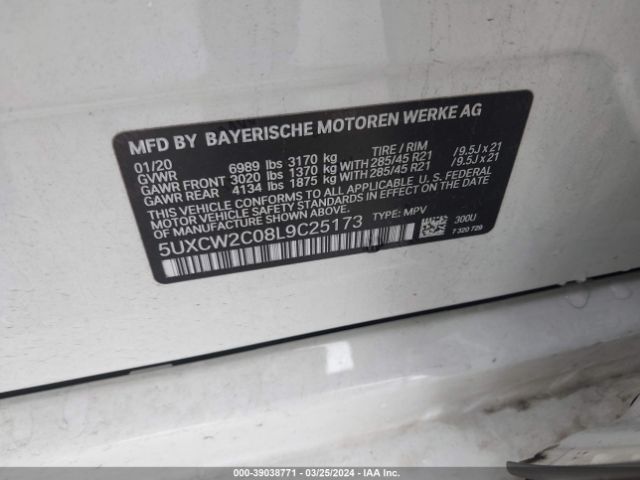 MFD BY BAYERISCHE MOTOREN WERKE AG
01/20 TIRE / RIM
GVWR 6989 lbs 3170 kg
GAWR FRONT 3020 lbs 1370 kg WITH 285/45 R21 /9.5J x 21
GAWR REAR 4134 lbs 1875 kg WITH 285/45 R21 /9.5J x 21
THIS VEHICLE CONFORMS TO ALL APPLICABLE U.S. FEDERAL
MOTOR VEHICLE SAFETY STANDARDS IN EFFECT
ON THE DATE OF MANUFACTURE SHOWN ABOVE.
5UXCW2C08L9C25173 TYPE: MPV
300U
7 320 729
000-39038771 | 03/25/2024 - IAA Inc.